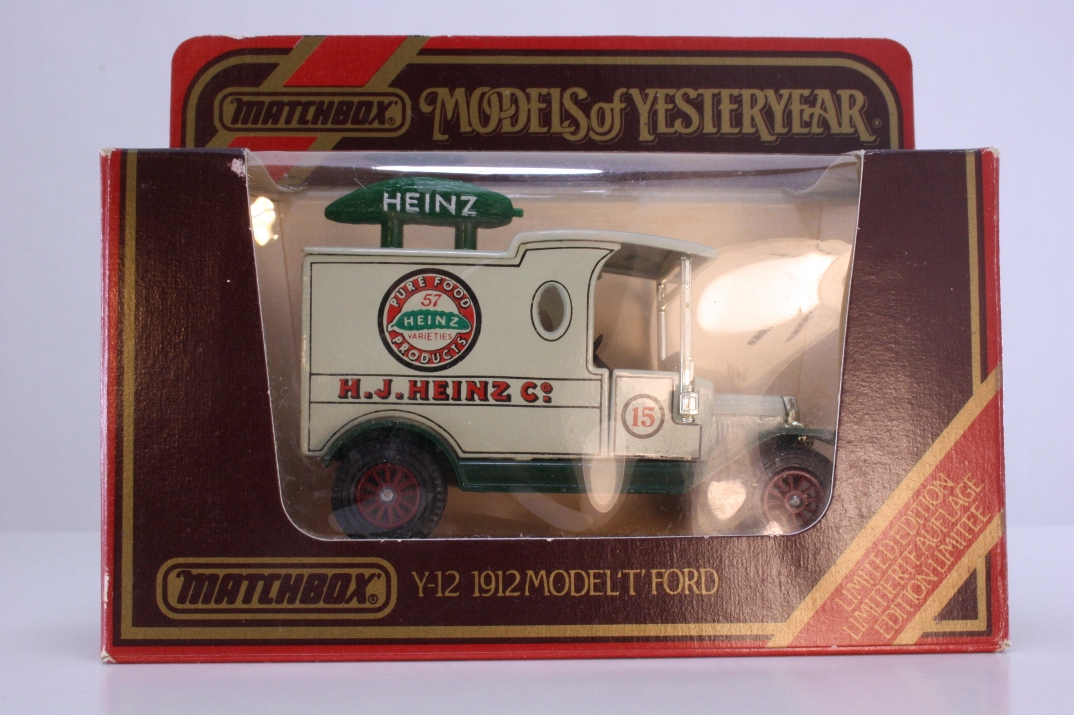 MATCHBOX®
MODELS of YESTERYEAR®
HEINZ
PURE FOOD
57
HEINZ
VARIETIES
PRODUCTS
H.J. HEINZ Co
15
MATCHBOX®
Y-12 1912 MODEL 'T' FORD
LIMITED EDITION
LIMITIERTE AUFLAGE
EDITION LIMITÉE